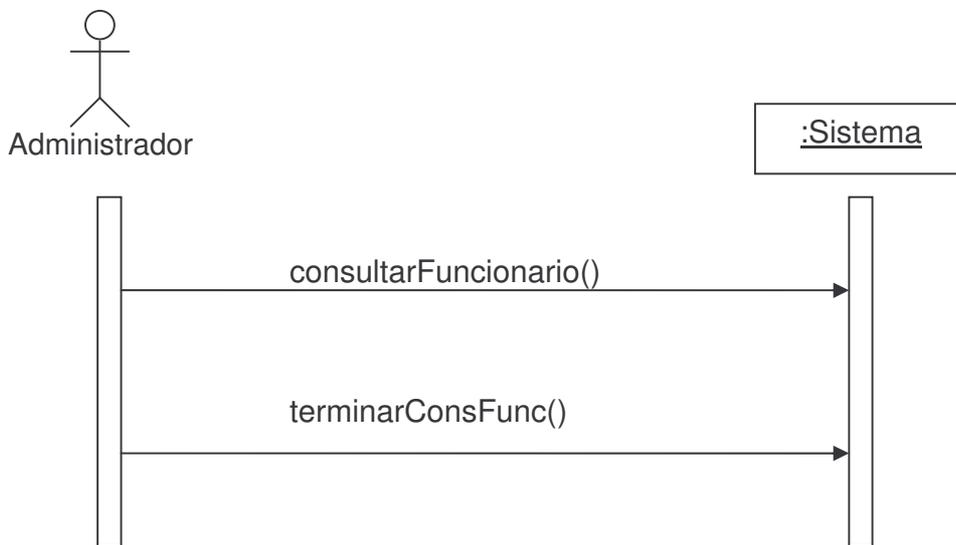 Administrador
:Sistema
consultarFuncionario()
terminarConsFunc()